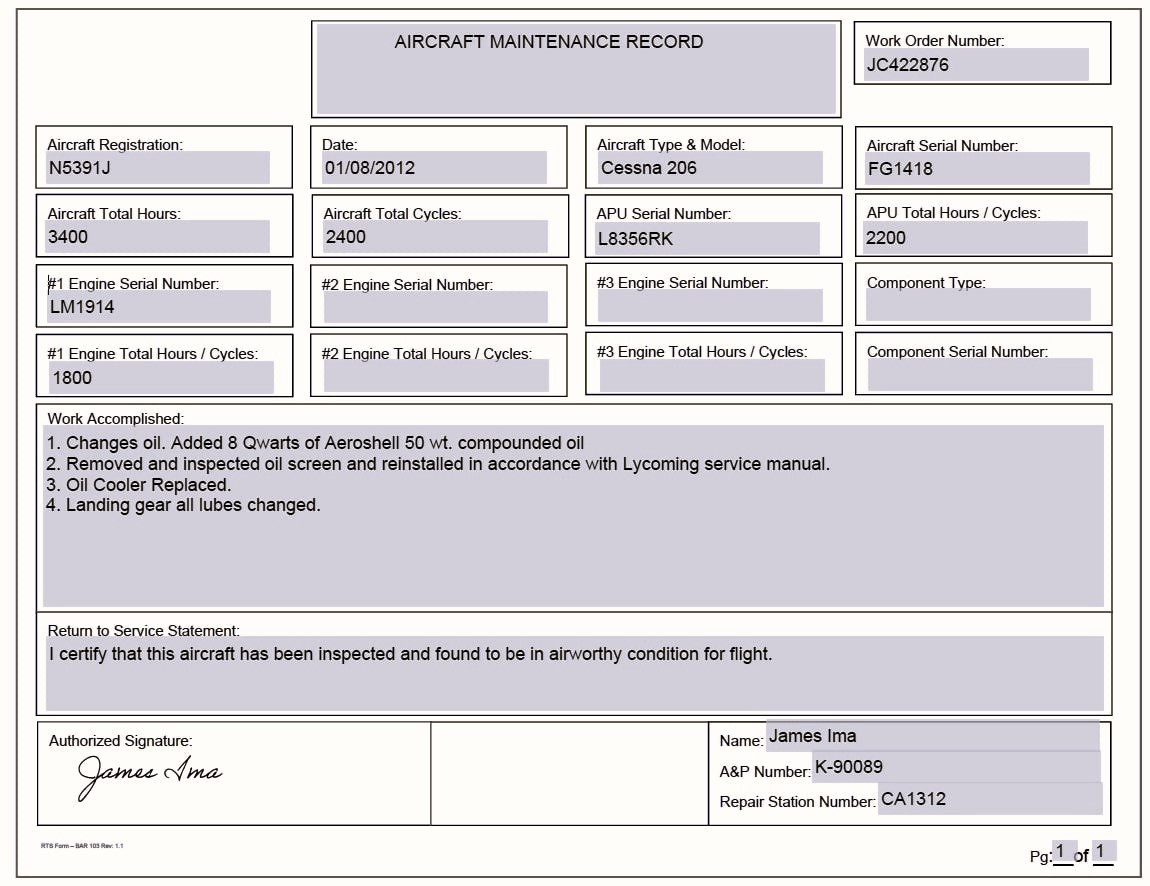 AIRCRAFT MAINTENANCE RECORD
Work Order Number:
JC422876
Aircraft Registration:
N5391J
Date:
01/08/2012
Aircraft Type & Model:
Cessna 206
Aircraft Serial Number:
FG1418
Aircraft Total Hours:
3400
Aircraft Total Cycles:
2400
APU Serial Number:
L8356RK
APU Total Hours / Cycles:
2200
#1 Engine Serial Number:
LM1914
#2 Engine Serial Number:
#3 Engine Serial Number:
Component Type:
#1 Engine Total Hours / Cycles:
1800
#2 Engine Total Hours / Cycles:
#3 Engine Total Hours / Cycles:
Component Serial Number:
Work Accomplished:
1. Changes oil. Added 8 Qwarts of Aeroshell 50 wt. compounded oil
2. Removed and inspected oil screen and reinstalled in accordance with Lycoming service manual.
3. Oil Cooler Replaced.
4. Landing gear all lubes changed.
Return to Service Statement:
I certify that this aircraft has been inspected and found to be in airworthy condition for flight.
Authorized Signature:
James Ima
Name: James Ima
A&P Number: K-90089
Repair Station Number: CA1312
RTS Form – BAR 103 Rev: 1.1
Pg: 1 of 1